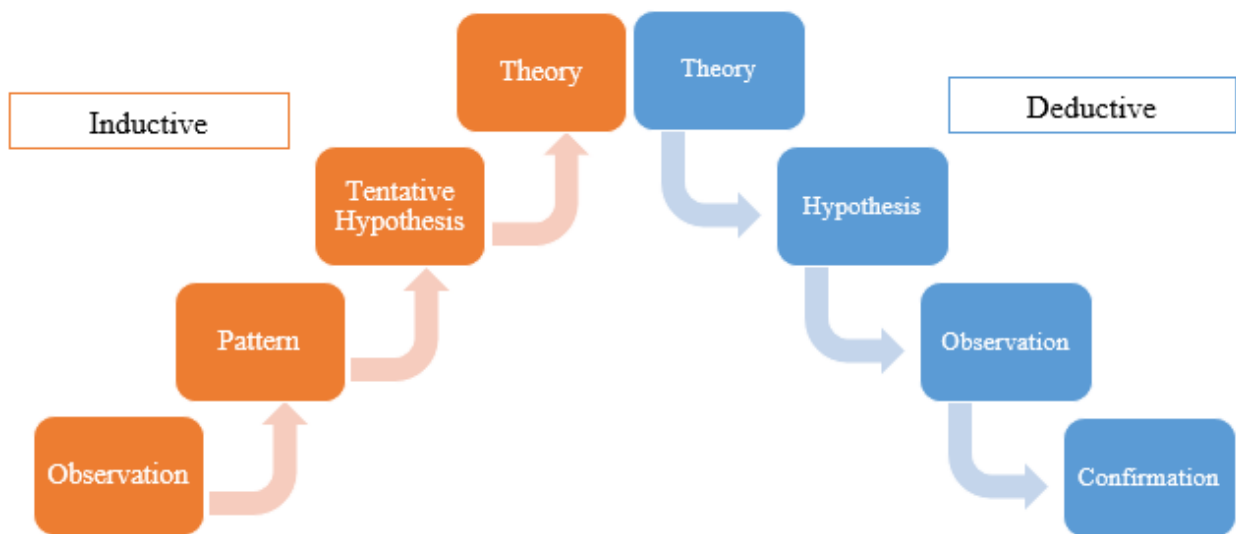 Theory
Theory
Inductive
Deductive
Tentative
Hypothesis
Hypothesis
Pattern
Observation
Observation
Confirmation